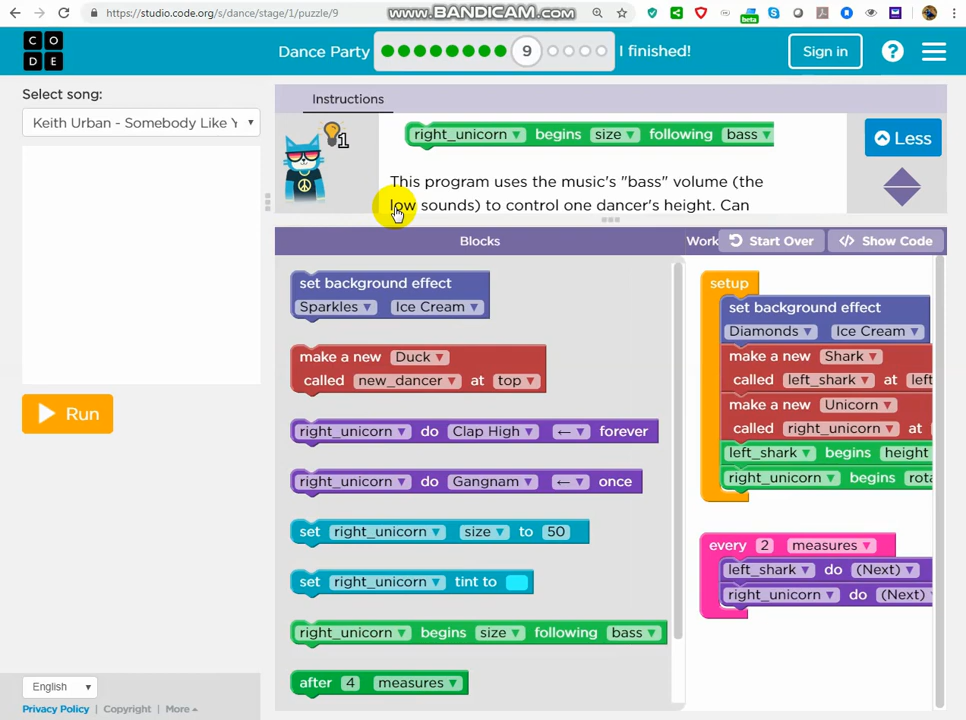 https://studio.code.org/s/dance/stage/1/puzzle/9
www.BANDICAM.com
beta
C O
D E
Dance Party
9
I finished!
Sign in
?
Select song:
Keith Urban - Somebody Like Y
Instructions
1
right_unicorn begins size following bass
This program uses the music's "bass" volume (the
low sounds) to control one dancer's height. Can
Less
Blocks
Work
Start Over
Show Code
set background effect
Sparkles Ice Cream
make a new Duck
called new_dancer at top
right_unicorn do Clap High ← forever
right_unicorn do Gangnam ← once
set right_unicorn size to 50
set right_unicorn tint to
right_unicorn begins size following bass
after 4 measures
setup
set background effect
Diamonds Ice Cream
make a new Shark
called left_shark at left
make a new Unicorn
called right_unicorn at
left_shark begins height
right_unicorn begins rota
every 2 measures
left_shark do (Next)
right_unicorn do (Next)
Run
English
Privacy Policy | Copyright | More